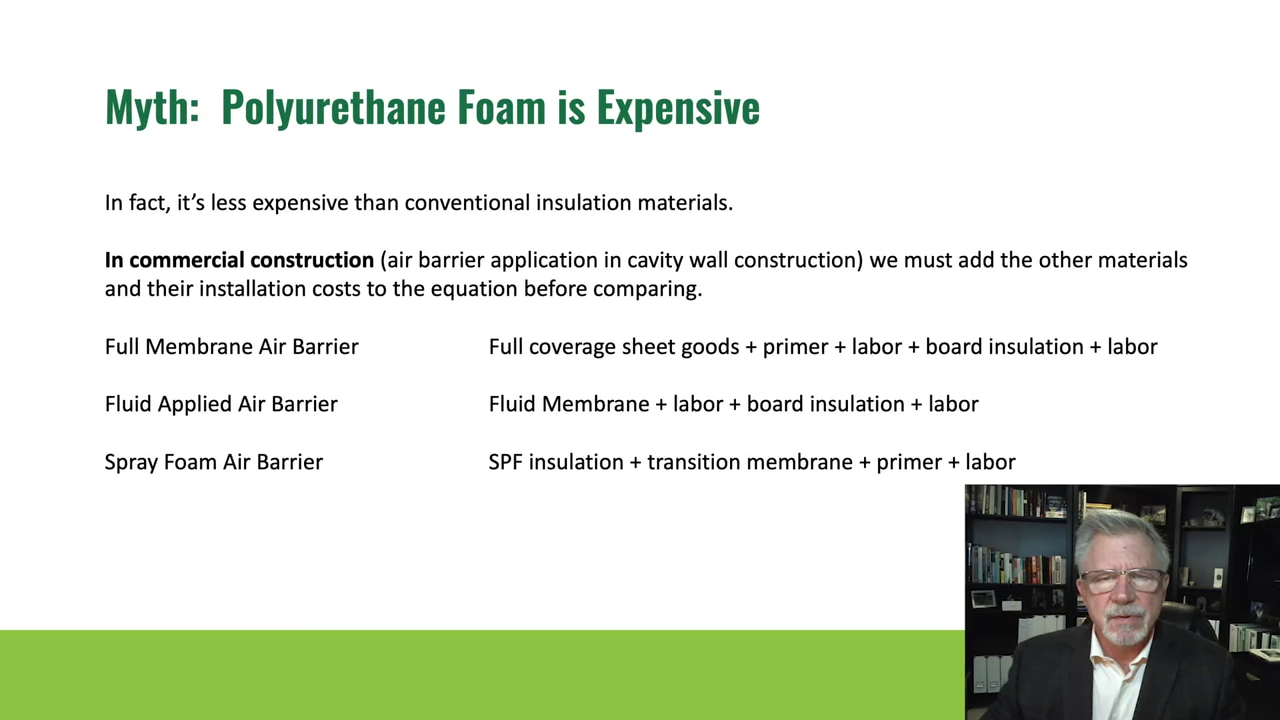 Myth: Polyurethane Foam is Expensive
In fact, it’s less expensive than conventional insulation materials.
In commercial construction (air barrier application in cavity wall construction) we must add the other materials
and their installation costs to the equation before comparing.
Full Membrane Air Barrier Full coverage sheet goods + primer + labor + board insulation + labor
Fluid Applied Air Barrier Fluid Membrane + labor + board insulation + labor
Spray Foam Air Barrier SPF insulation + transition membrane + primer + labor